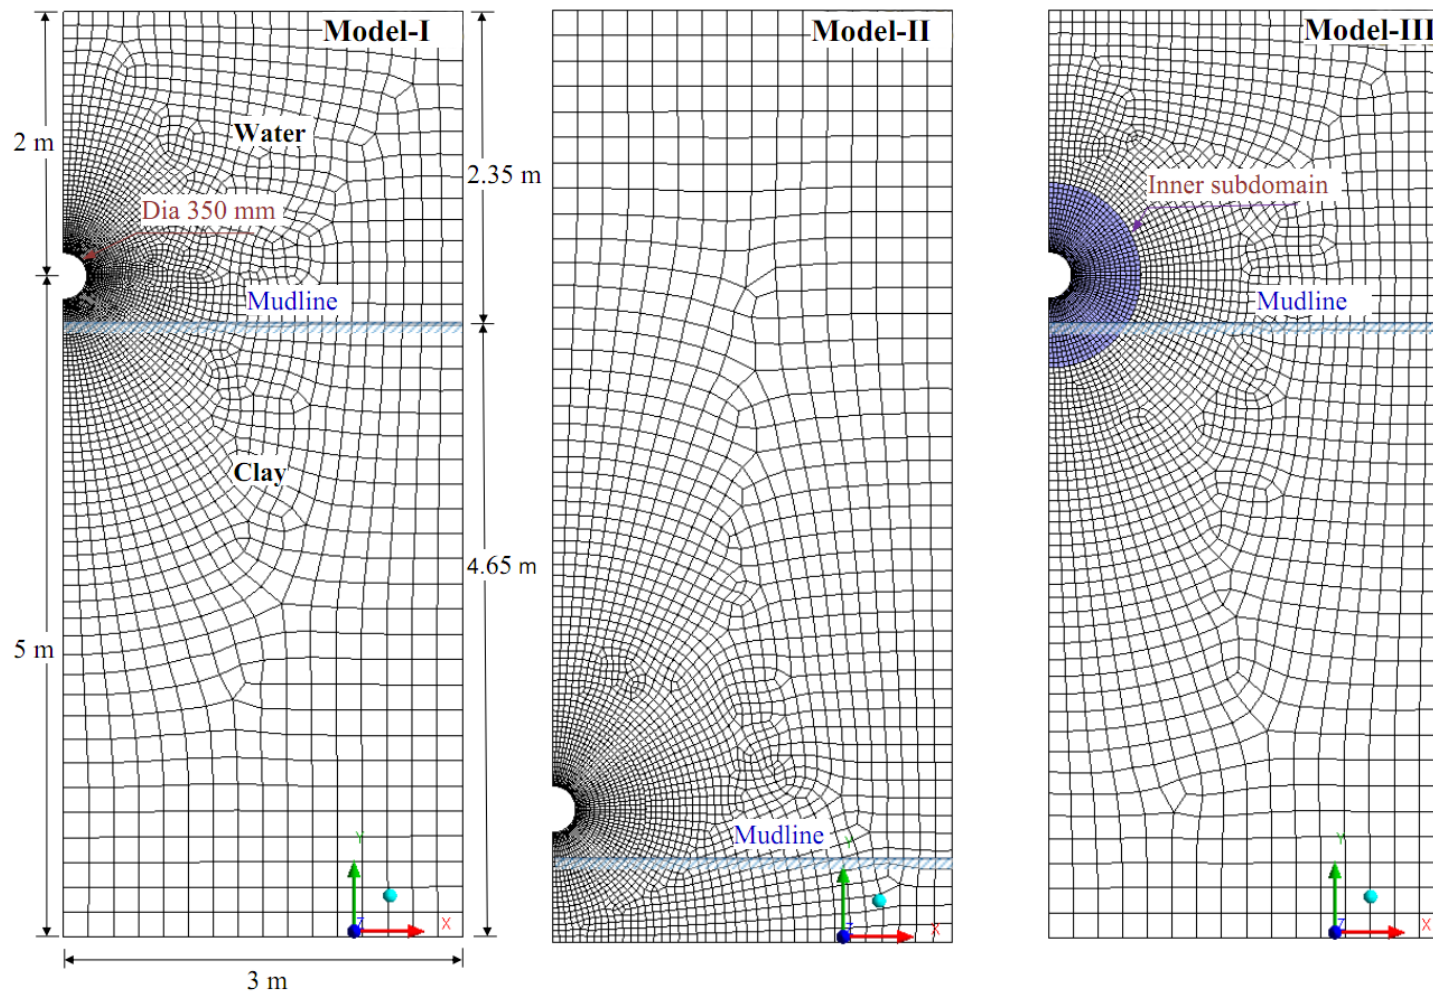 Model-I
Water
2 m
Dia 350 mm
2.35 m
Mudline
Clay
5 m
4.65 m
Y
Z
X
3 m
Model-II
Mudline
Y
Z
X
Model-III
Inner subdomain
Mudline
Y
Z
X